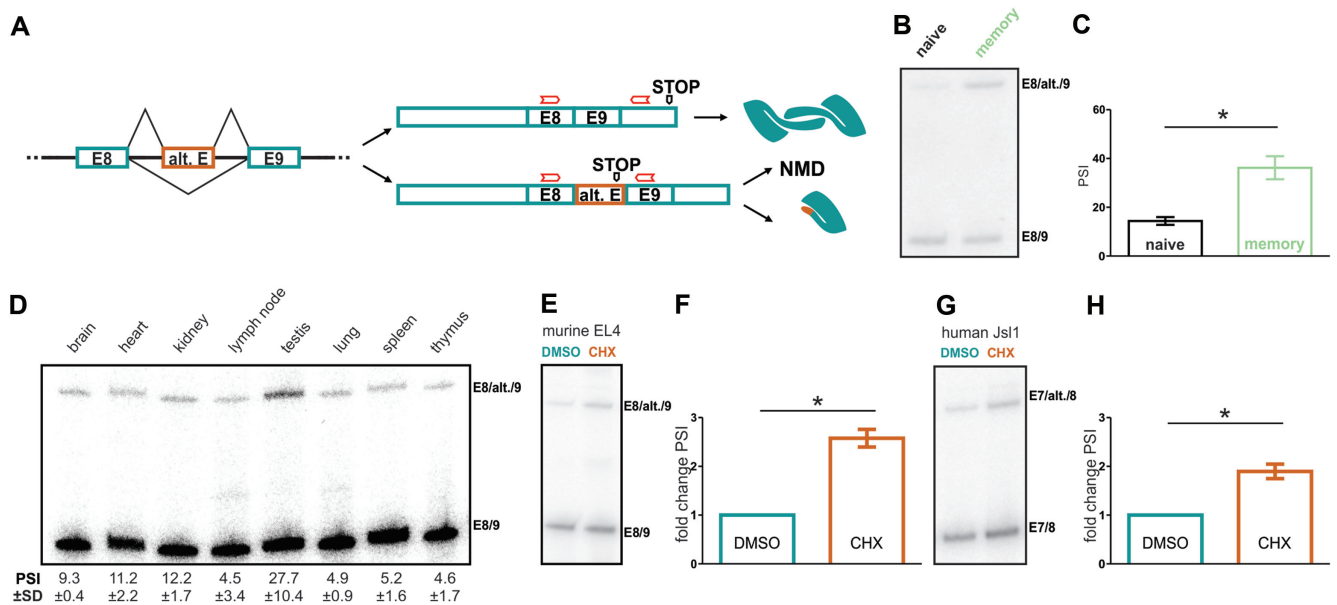 A
E8
alt. E
E9
STOP
E8
E9
STOP
E8
alt. E
E9
NMD
B
naive
memory
E8/alt./9
E8/9
C
*
PSI
60
40
20
0
naive
memory
D
brain
heart
kidney
lymph node
testis
lung
spleen
thymus
E8/alt./9
E8/9
PSI 9.3 11.2 12.2 4.5 27.7 4.9 5.2 4.6
±SD ±0.4 ±2.2 ±1.7 ±3.4 ±10.4 ±0.9 ±1.6 ±1.7
E
murine EL4
DMSO CHX
E8/alt./9
E8/9
F
*
fold change PSI
3
2
1
0
DMSO
CHX
G
human Jsl1
DMSO CHX
E7/alt./8
E7/8
H
*
fold change PSI
3
2
1
0
DMSO
CHX